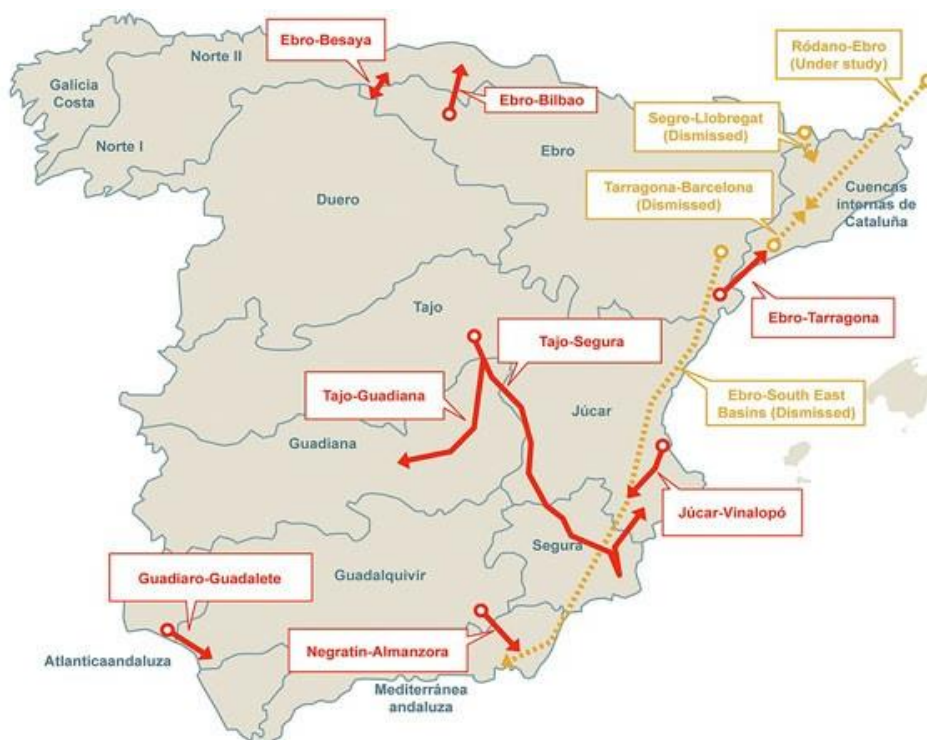 Ebro-Besaya
Norte II
Ródano-Ebro
(Under study)
Galicia
Costa
Ebro-Bilbao
Segre-Llobregat
(Dismissed)
Norte I
Ebro
Tarragona-Barcelona
(Dismissed)
Cuencas
internas de
Cataluña
Duero
Tajo
Ebro-Tarragona
Tajo-Segura
Tajo-Guadiana
Júcar
Ebro-South East
Basins (Dismissed)
Guadiana
Júcar-Vinalopó
Segura
Guadiaro-Guadalete
Guadalquivir
Negratín-Almanzora
Atlanticaandaluza
Mediterránea
andaluza